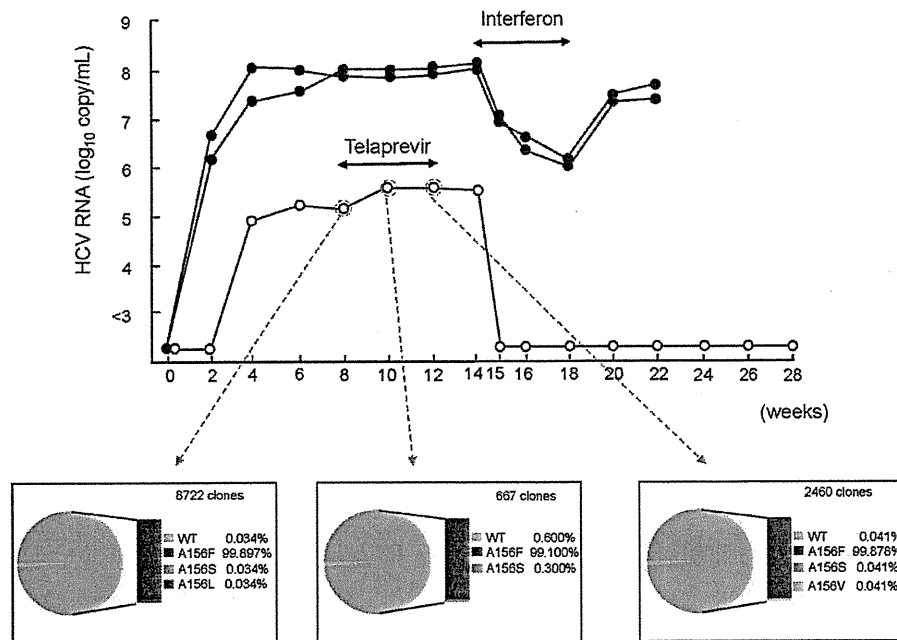 Interferon
9
8
7
6
5
4
<3
HCV RNA (log10 copy/mL)
Telaprevir
0 2 4 6 8 10 12 14 15 16 18 20 22 24 26 28
(weeks)
8722 clones
WT 0.034%
A156F 99.897%
A156S 0.034%
A156L 0.034%
667 clones
WT 0.600%
A156F 99.100%
A156S 0.300%
2460 clones
WT 0.041%
A156F 99.878%
A156S 0.041%
A156V 0.041%